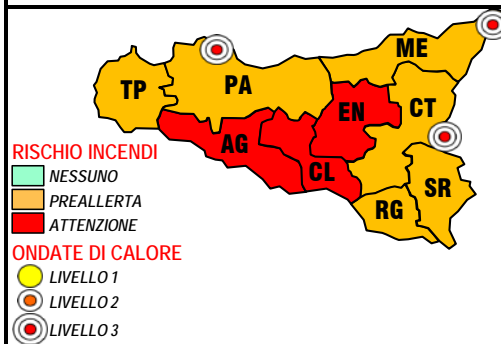 ME
TP
PA
EN
CT
AG
CL
SR
RG
RISCHIO INCENDI
NESSUNO
PREALLERTA
ATTENZIONE
ONDATE DI CALORE
LIVELLO 1
LIVELLO 2
LIVELLO 3